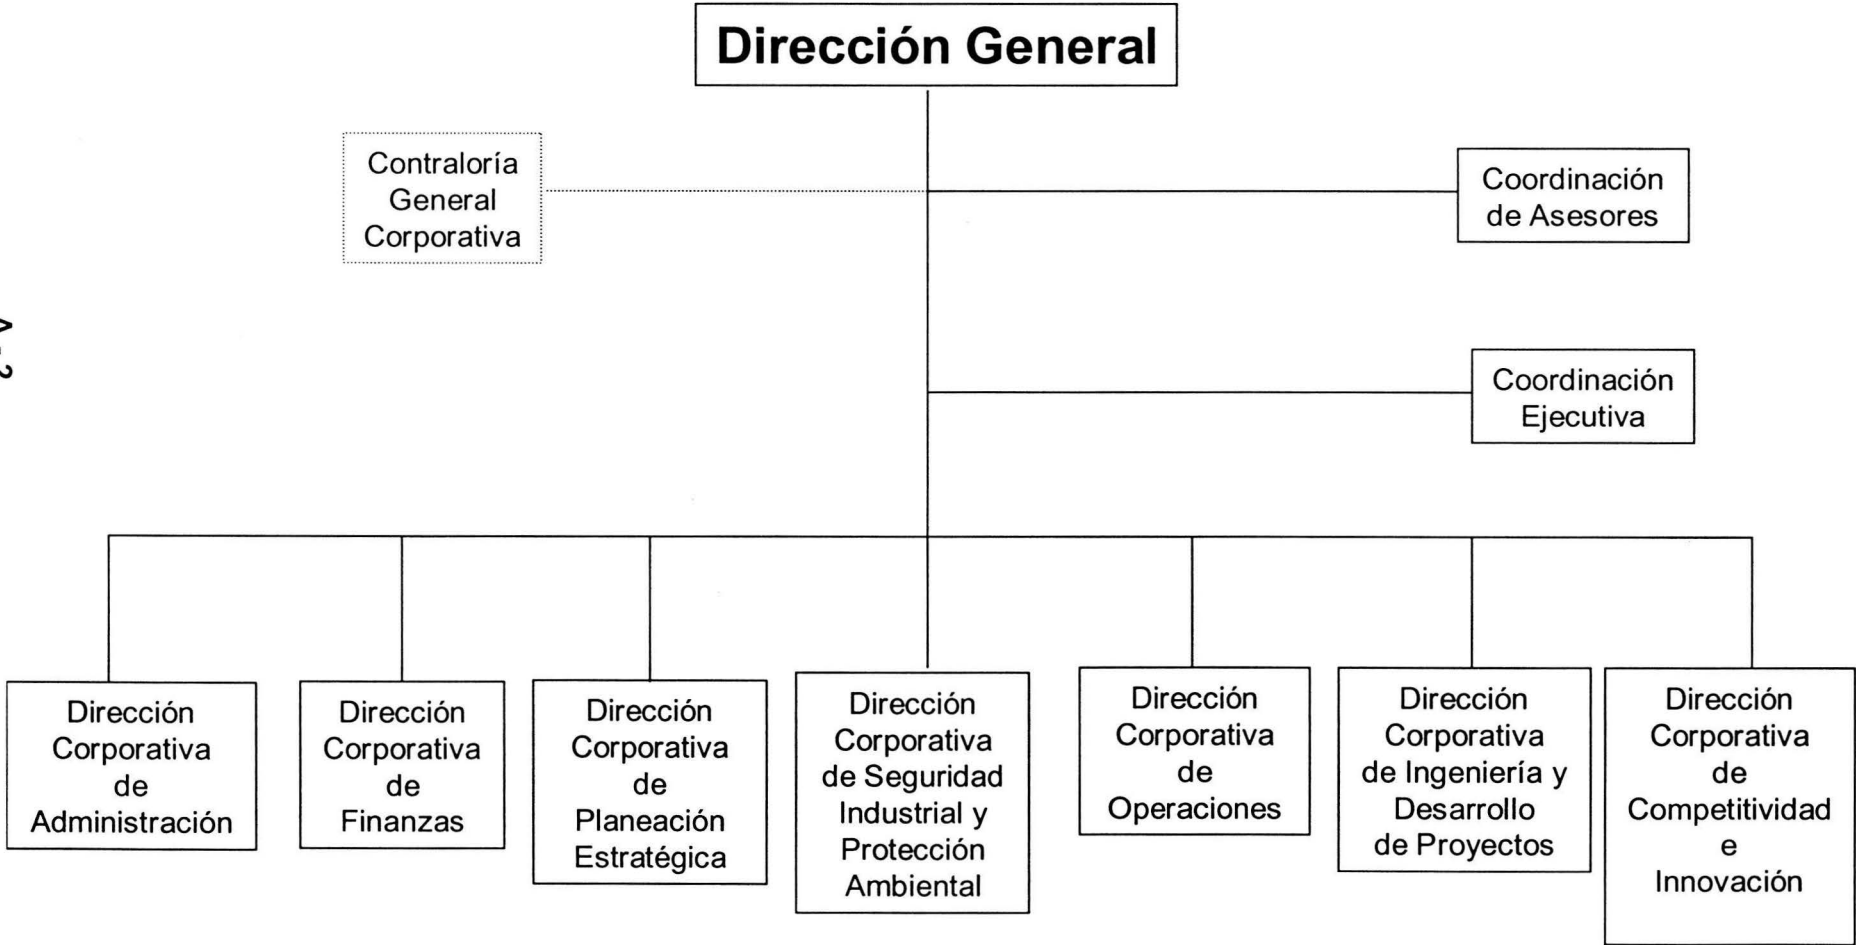 Dirección General
Contraloría
General
Corporativa
Coordinación
de Asesores
Coordinación
Ejecutiva
A-2
Dirección
Corporativa
de
Administración
Dirección
Corporativa
de
Finanzas
Dirección
Corporativa
de
Planeación
Estratégica
Dirección
Corporativa
de Seguridad
Industrial y
Protección
Ambiental
Dirección
Corporativa
de
Operaciones
Dirección
Corporativa
de Ingeniería y
Desarrollo
de Proyectos
Dirección
Corporativa
de
Competitividad
e
Innovación